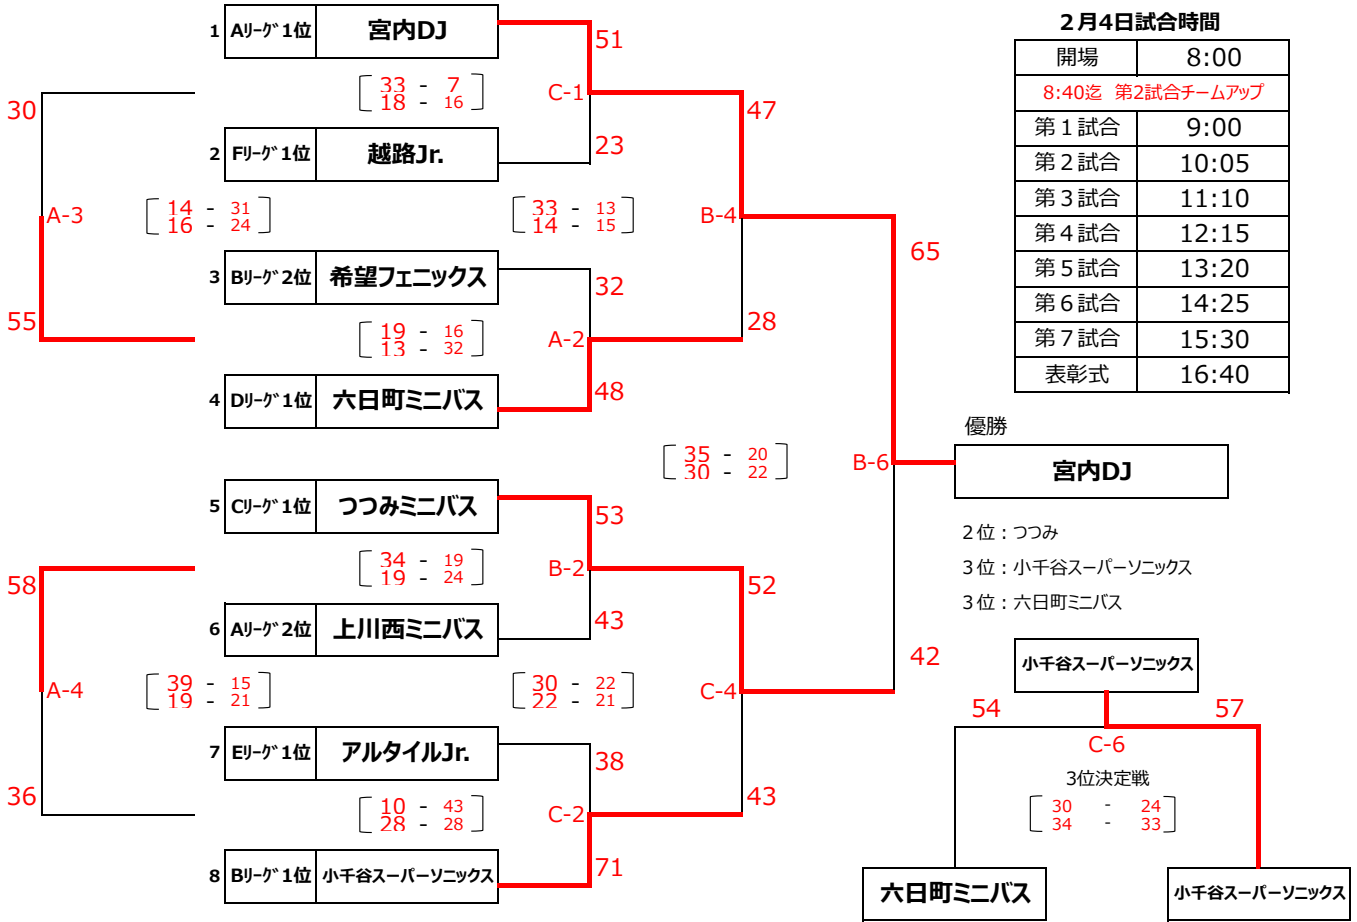 1 Aリーグ1位 宮内DJ
51
[33 - 7
18 - 16]
C-1
30
47
2 Fリーグ1位 越路Jr.
23
A-3
[14 - 31
16 - 24]
[33 - 13
14 - 15]
B-4
65
3 Bリーグ2位 希望フェニックス
32
55
[19 - 16
13 - 32]
A-2
28
4 Dリーグ1位 六日町ミニバス
48
[35 - 20
30 - 22]
B-6
5 Cリーグ1位 つつみミニバス
53
58
[34 - 19
19 - 24]
B-2
52
6 Aリーグ2位 上川西ミニバス
43
A-4
[39 - 15
19 - 21]
[30 - 22
22 - 21]
C-4
42
7 Eリーグ1位 アルタイルJr.
38
36
[10 - 43
28 - 28]
C-2
43
8 Bリーグ1位 小千谷スーパーソニックス
71
2月4日試合時間
開場 8:00
8:40迄 第2試合チームアップ
第1試合 9:00
第2試合 10:05
第3試合 11:10
第4試合 12:15
第5試合 13:20
第6試合 14:25
第7試合 15:30
表彰式 16:40
優勝
宮内DJ
2位：つつみ
3位：小千谷スーパーソニックス
3位：六日町ミニバス
小千谷スーパーソニックス
54 57
C-6
3位決定戦
[30 - 24
34 - 33]
六日町ミニバス 小千谷スーパーソニックス